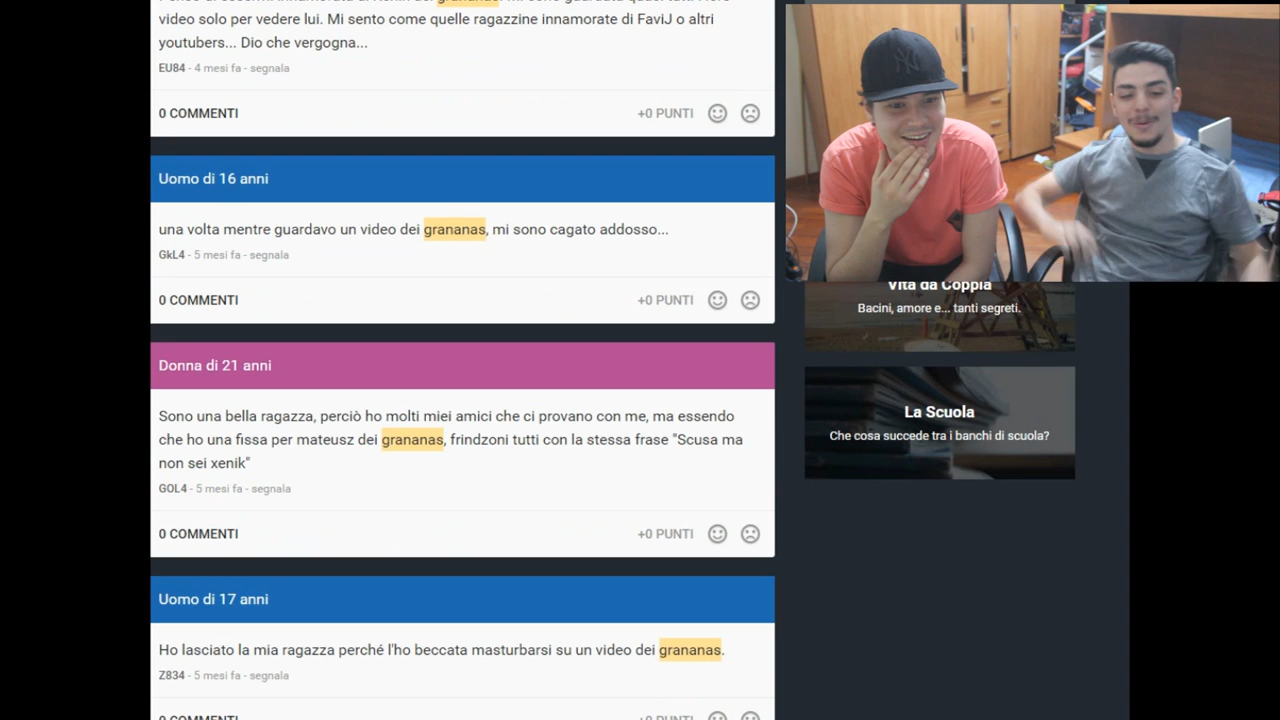 grananas
video solo per vedere lui. Mi sento come quelle ragazzine innamorate di FaviJ o altri
youtubers... Dio che vergogna...
EU84 - 4 mesi fa - segnala
0 COMMENTI
+0 PUNTI
Uomo di 16 anni
una volta mentre guardavo un video dei grananas, mi sono cagato addosso...
GkL4 - 5 mesi fa - segnala
0 COMMENTI
+0 PUNTI
Donna di 21 anni
Sono una bella ragazza, perciò ho molti miei amici che ci provano con me, ma essendo
che ho una fissa per mateusz dei grananas, frindzoni tutti con la stessa frase "Scusa ma
non sei xenik"
GOL4 - 5 mesi fa - segnala
0 COMMENTI
+0 PUNTI
Uomo di 17 anni
Ho lasciato la mia ragazza perché l'ho beccata masturbarsi su un video dei grananas.
Z834 - 5 mesi fa - segnala
0 COMMENTI
+0 PUNTI
Vita da Coppia
Bacini, amore e... tanti segreti.
La Scuola
Che cosa succede tra i banchi di scuola?